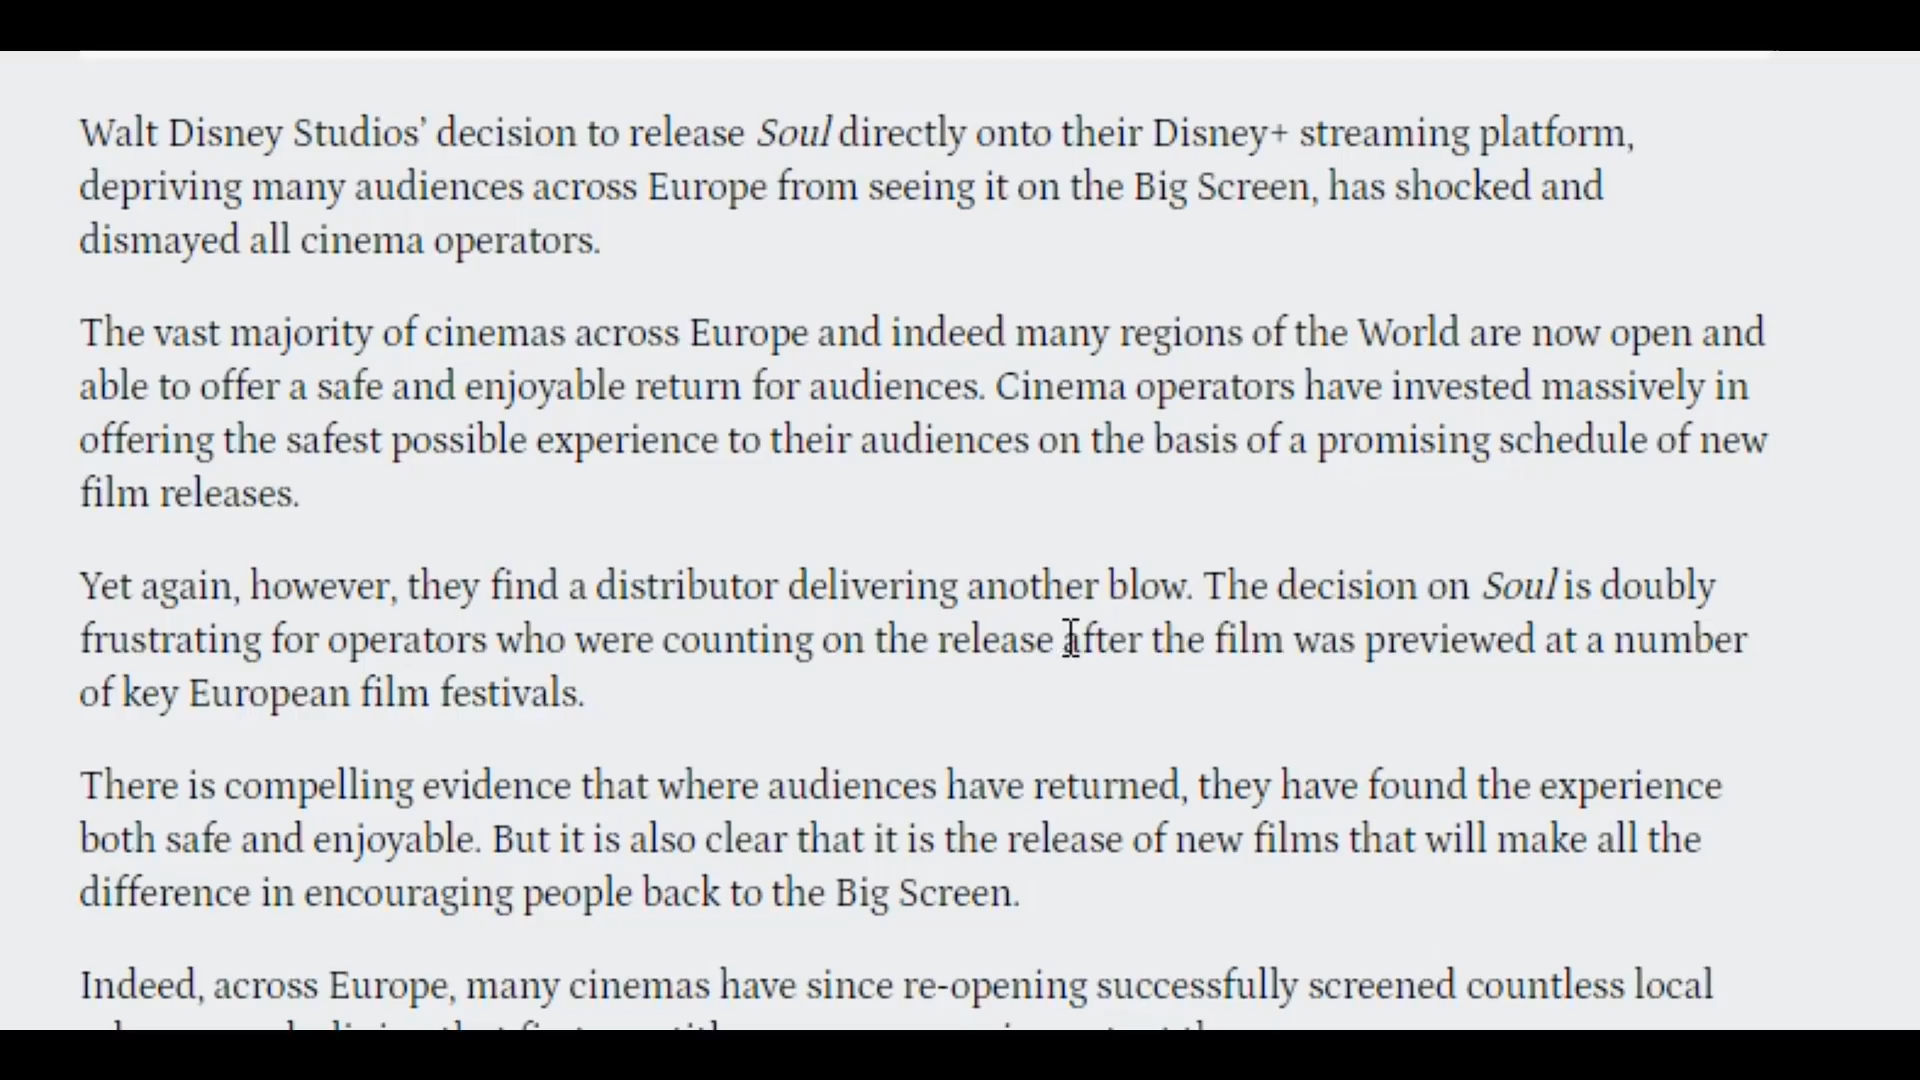 Walt Disney Studios’ decision to release Soul directly onto their Disney+ streaming platform,
depriving many audiences across Europe from seeing it on the Big Screen, has shocked and
dismayed all cinema operators.
The vast majority of cinemas across Europe and indeed many regions of the World are now open and
able to offer a safe and enjoyable return for audiences. Cinema operators have invested massively in
offering the safest possible experience to their audiences on the basis of a promising schedule of new
film releases.
Yet again, however, they find a distributor delivering another blow. The decision on Soul is doubly
frustrating for operators who were counting on the release after the film was previewed at a number
of key European film festivals.
There is compelling evidence that where audiences have returned, they have found the experience
both safe and enjoyable. But it is also clear that it is the release of new films that will make all the
difference in encouraging people back to the Big Screen.
Indeed, across Europe, many cinemas have since re-opening successfully screened countless local